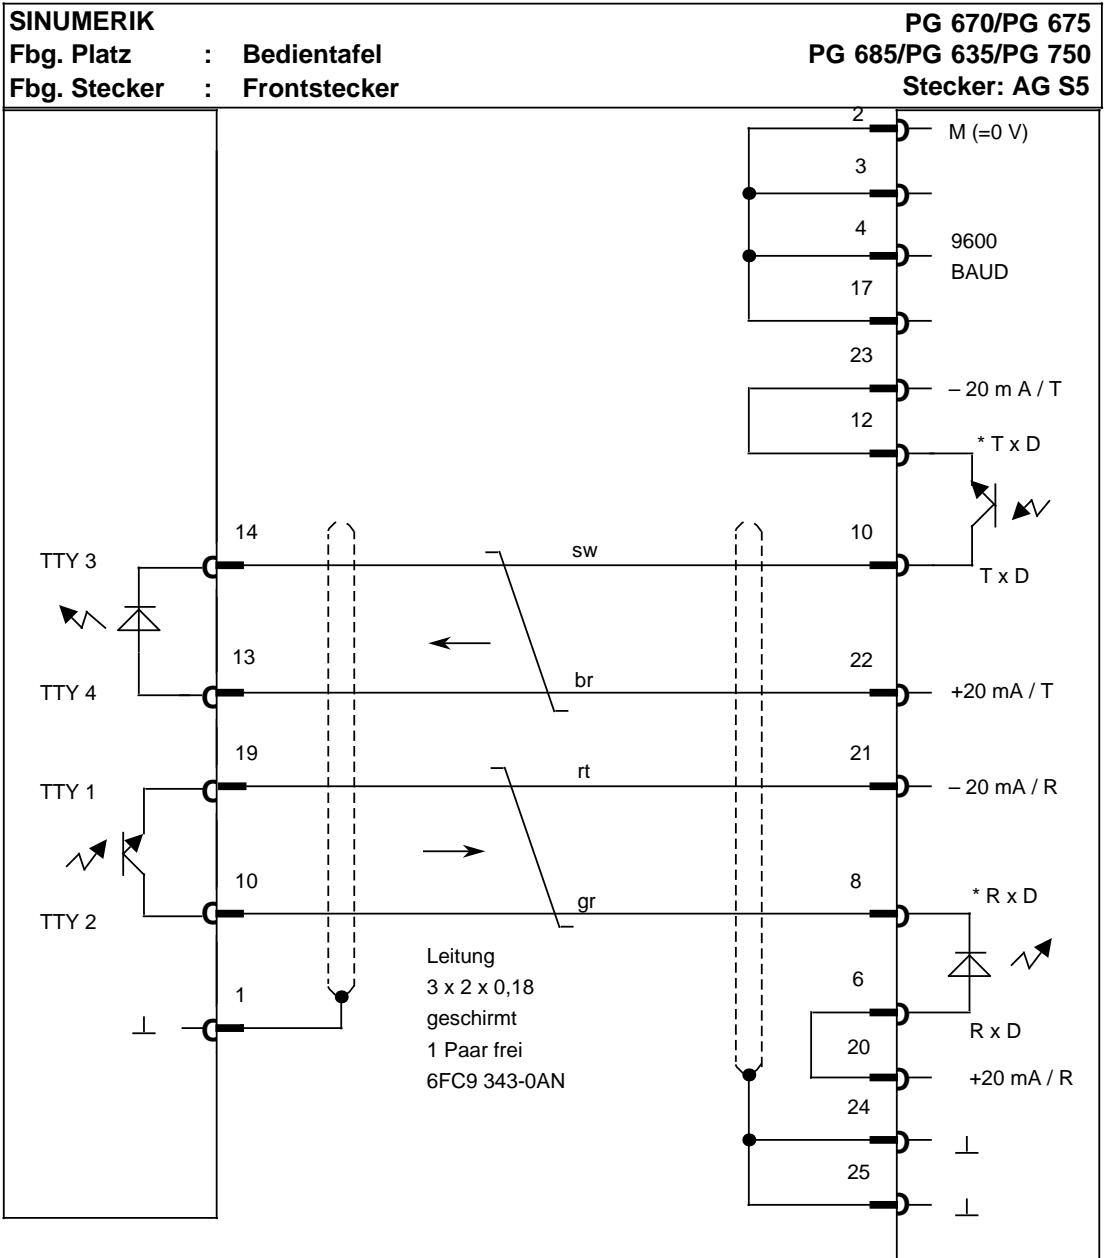 SINUMERIK
PG 670/PG 675
Fbg. Platz : Bedientafel
PG 685/PG 635/PG 750
Fbg. Stecker : Frontstecker
Stecker: AG S5
2
M (=0 V)
3
4
9600
BAUD
17
23
– 20 m A / T
12
* T x D
14
sw
10
TTY 3
T x D
13
br
22
TTY 4
+20 mA / T
19
rt
21
TTY 1
– 20 mA / R
10
gr
8
* R x D
TTY 2
Leitung
3 x 2 x 0,18
geschirmt
1 Paar frei
6FC9 343-0AN
1
6
R x D
20
+20 mA / R
24
25